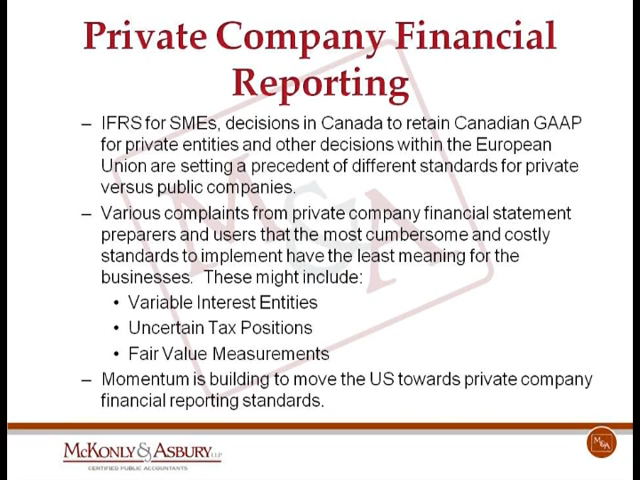 Private Company Financial
Reporting
– IFRS for SMEs, decisions in Canada to retain Canadian GAAP
for private entities and other decisions within the European
Union are setting a precedent of different standards for private
versus public companies.
– Various complaints from private company financial statement
preparers and users that the most cumbersome and costly
standards to implement have the least meaning for the
businesses. These might include:
• Variable Interest Entities
• Uncertain Tax Positions
• Fair Value Measurements
– Momentum is building to move the US towards private company
financial reporting standards.
M&A
McKonly & Asbury LLP
CERTIFIED PUBLIC ACCOUNTANTS
M&A